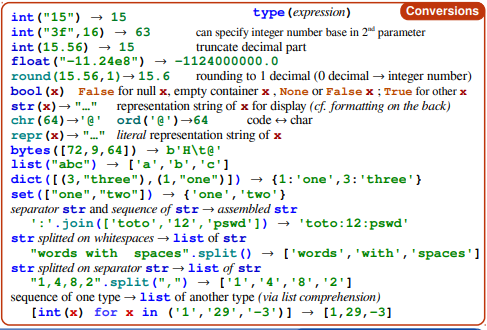 type(expression) Conversions
int("15") → 15
int("3f",16) → 63 can specify integer number base in 2nd parameter
int(15.56) → 15 truncate decimal part
float("-11.24e8") → -1124000000.0
round(15.56,1)→ 15.6 rounding to 1 decimal (0 decimal → integer number)
bool(x) False for null x, empty container x , None or False x ; True for other x
str(x)→ "…" representation string of x for display (cf. formatting on the back)
chr(64)→'@' ord('@')→64 code ↔ char
repr(x)→ "…" literal representation string of x
bytes([72,9,64]) → b'H\t@'
list("abc") → ['a','b','c']
dict([(3,"three"),(1,"one")]) → {1:'one',3:'three'}
set(["one","two"]) → {'one','two'}
separator str and sequence of str → assembled str
':'.join(['toto','12','pswd']) → 'toto:12:pswd'
str splitted on whitespaces → list of str
"words with  spaces".split() → ['words','with','spaces']
str splitted on separator str → list of str
"1,4,8,2".split(",") → ['1','4','8','2']
sequence of one type → list of another type (via list comprehension)
[int(x) for x in ('1','29','-3')] → [1,29,-3]